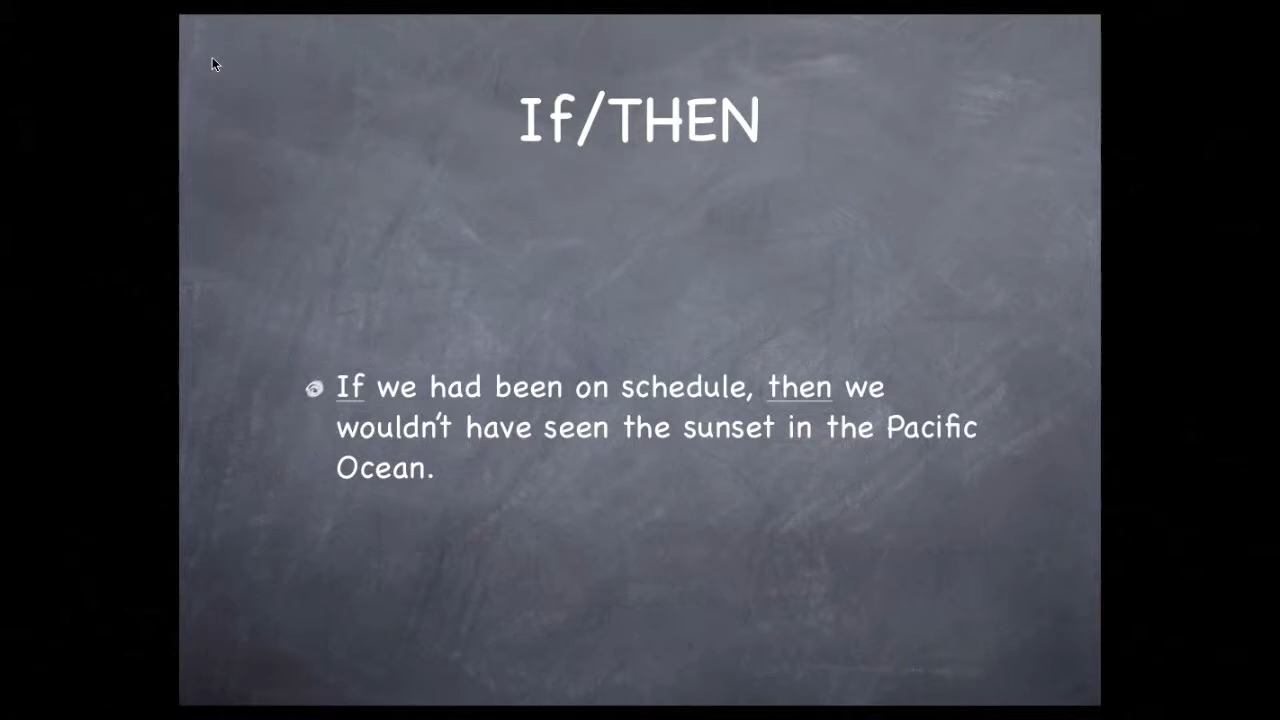 If/THEN
If we had been on schedule, then we
wouldn't have seen the sunset in the Pacific
Ocean.